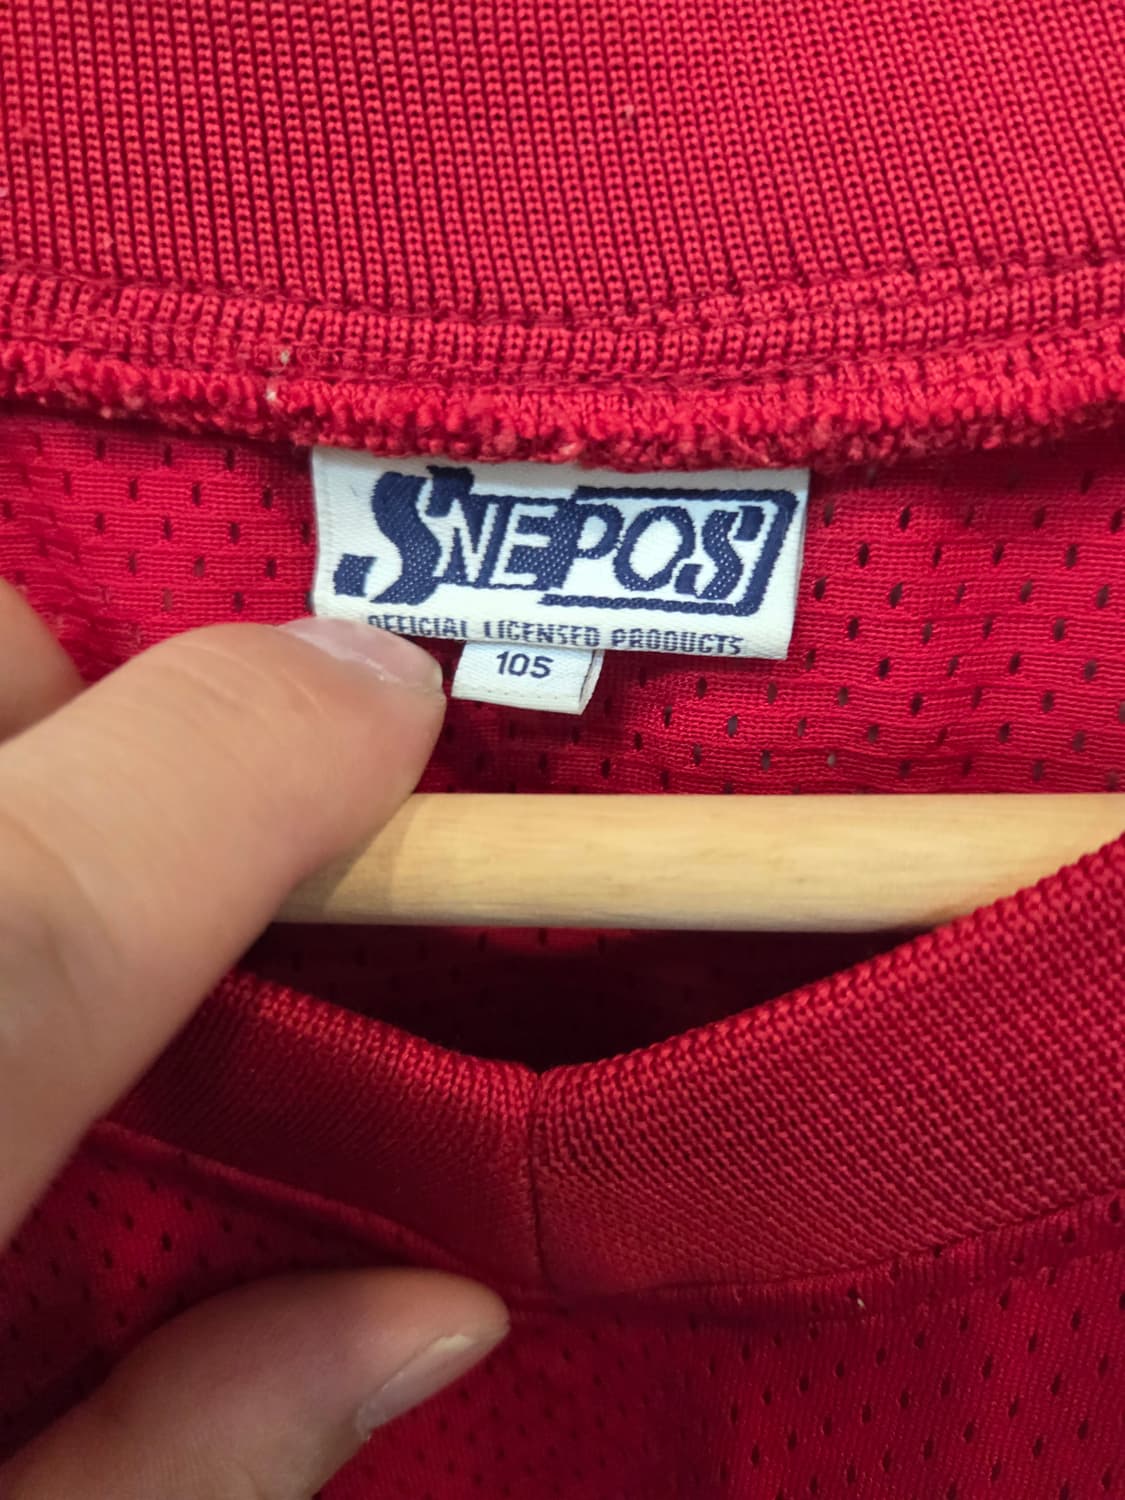 SNEPOS
OFFICIAL LICENSED PRODUCTS
105